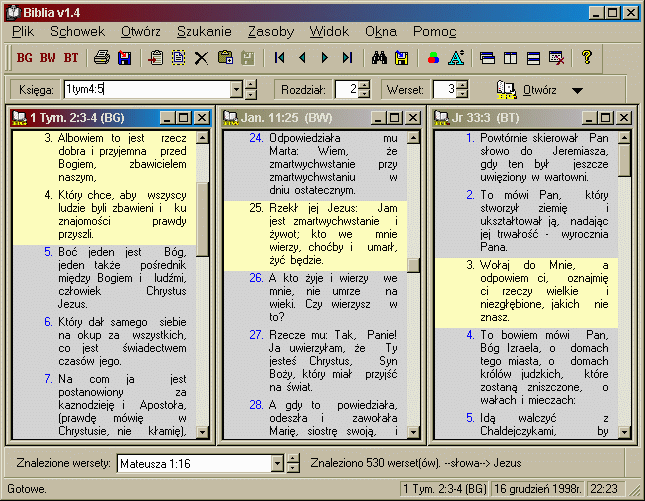 Biblia v1.4
Plik Schowek Otwórz Szukanie Zasoby Widok Okna Pomoc
BG BW BT
Księga: 1tym4:5 Rozdział: 2 Werset: 3 Otwórz
1 Tym. 2:3-4 (BG)
3. Albowiem to jest rzecz
dobra i przyjemna przed
Bogiem, zbawicielem
naszym,
4. Który chce, aby wszyscy
ludzie byli zbawieni i ku
znajomości prawdy
przyszli.
5. Boć jeden jest Bóg,
jeden także pośrednik
między Bogiem i ludźmi,
człowiek Chrystus
Jezus.
6. Który dał samego siebie
na okup za wszystkich,
co jest świadectwem
czasów jego.
7. Na com ja jest
postanowiony za
kaznodzieję i Apostoła,
(prawdę mówię w
Chrystusie, nie kłamię),
Jan. 11:25 (BW)
24. Odpowiedziała mu
Marta: Wiem, że
zmartwychwstanie przy
zmartwychwstaniu w
dniu ostatecznym.
25. Rzekł jej Jezus: Jam
jest zmartwychwstanie i
żywot; kto we mnie
wierzy, choćby i umarł,
żyć będzie.
26. A kto żyje i wierzy we
mnie, nie umrze na
wieki. Czy wierzysz w
to?
27. Rzecze mu: Tak, Panie!
Ja uwierzyłam, że Ty
jesteś Chrystus, Syn
Boży, który miał przyjść
na świat.
28. A gdy to powiedziała,
odeszła i zawołała
Marię, siostrę swoją, i
Jr 33:3 (BT)
1. Powtórnie skierował Pan
słowo do Jeremiasza,
gdy ten był jeszcze
uwięziony w wartowni.
2. To mówi Pan, który
stworzył ziemię i
ukształtował ją, nadając
jej trwałość - wyrocznia
Pana.
3. Wołaj do Mnie, a
odpowiem ci, oznajmię
ci rzeczy wielkie i
niezgłębione, jakich nie
znasz.
4. To bowiem mówi Pan,
Bóg Izraela, o domach
tego miasta, o domach
królów judzkich, które
zostaną zniszczone, o
wałach i mieczach:
5. Idą walczyć z
Chaldejczykami, by
Znalezione wersety: Mateusza 1:16 Znaleziono 530 werset(ów). --słowa--> Jezus
Gotowe. 1 Tym. 2:3-4 (BG) 16 grudzień 1998r. 22:23